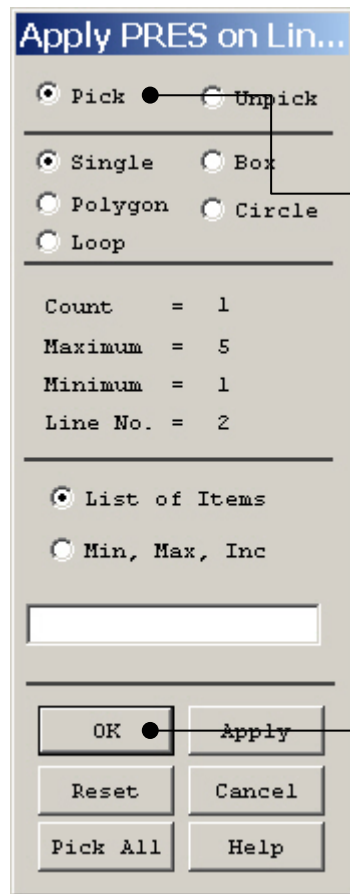 Apply PRES on Lin...
Pick Unpick
Single Box
Polygon Circle
Loop
Count = 1
Maximum = 5
Minimum = 1
Line No. = 2
List of Items
Min, Max, Inc
OK Apply
Reset Cancel
Pick All Help